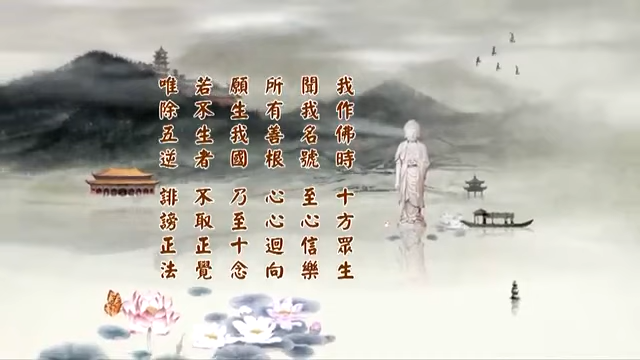 我作佛時 十方眾生
聞我名號 至心信樂
所有善根 心心迴向
願生我國 乃至十念
若不生者 不取正覺
唯除五逆 誹謗正法